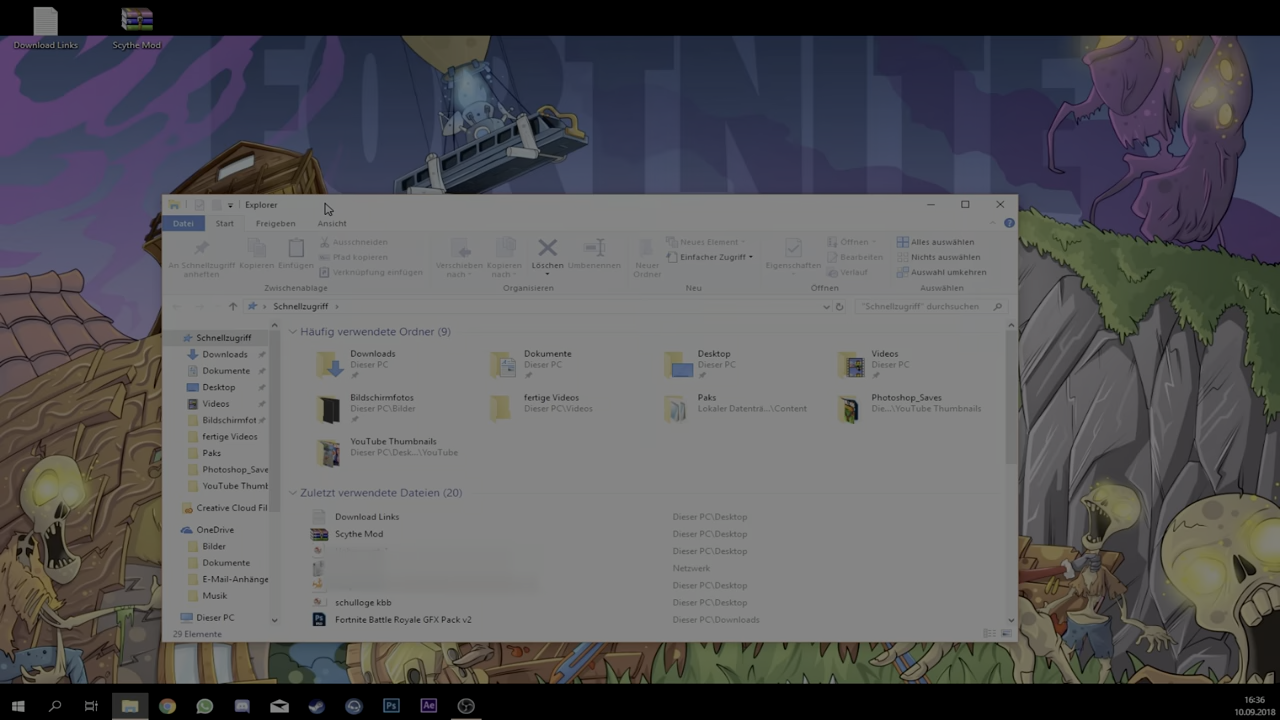 Download Links
Scythe Mod
FORTNITE
Explorer
Datei
Start
Freigeben
Ansicht
An Schnellzugriff anheften
Kopieren
Einfügen
Ausschneiden
Pfad kopieren
Verknüpfung einfügen
Zwischenablage
Verschieben nach
Kopieren nach
Löschen
Umbenennen
Organisieren
Neuer Ordner
Neues Element
Einfacher Zugriff
Neu
Eigenschaften
Öffnen
Bearbeiten
Verlauf
Öffnen
Alles auswählen
Nichts auswählen
Auswahl umkehren
Auswählen
Schnellzugriff
"Schnellzugriff" durchsuchen
Schnellzugriff
Downloads
Dokumente
Desktop
Videos
Bildschirmfot
fertige Videos
Paks
Photoshop_Save
YouTube Thumb
Creative Cloud Fil
OneDrive
Bilder
Dokumente
E-Mail-Anhänge
Musik
Dieser PC
Häufig verwendete Ordner (9)
Downloads
Dieser PC
Dokumente
Dieser PC
Desktop
Dieser PC
Videos
Dieser PC
Bildschirmfotos
Dieser PC\Bilder
fertige Videos
Dieser PC\Videos
Paks
Lokaler Datenträ...\Content
Photoshop_Saves
Die...\YouTube Thumbnails
YouTube Thumbnails
Dieser PC\Desk...\YouTube
Zuletzt verwendete Dateien (20)
Download Links Dieser PC\Desktop
Scythe Mod Dieser PC\Desktop
Dieser PC\Desktop
Netzwerk
Dieser PC\Desktop
schulloge kbb Dieser PC\Desktop
Fortnite Battle Royale GFX Pack v2 Dieser PC\Downloads
29 Elemente
Ps
Ae
16:36
10.09.2018